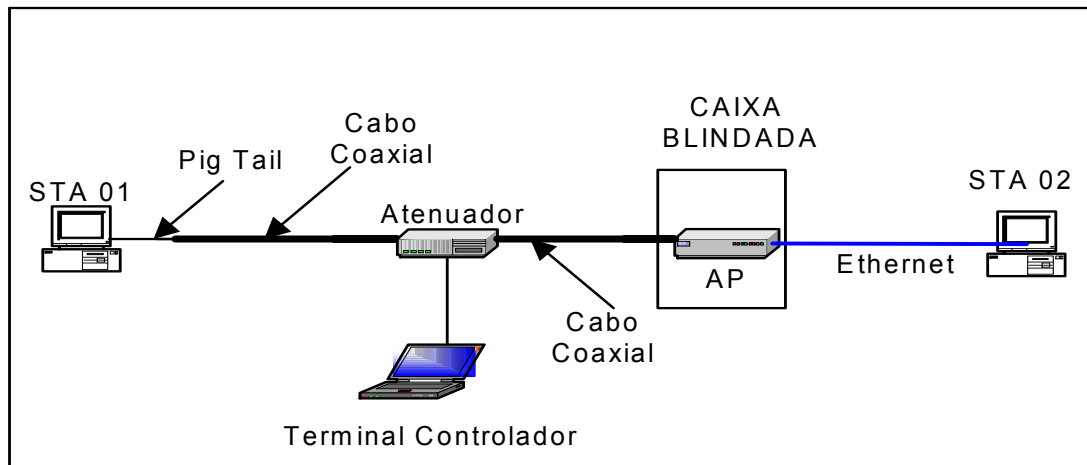 CAIXA
BLINDADA
Cabo
Coaxial
Pig Tail
STA 01
STA 02
Atenuador
AP
Ethernet
Cabo
Coaxial
Terminal Controlador